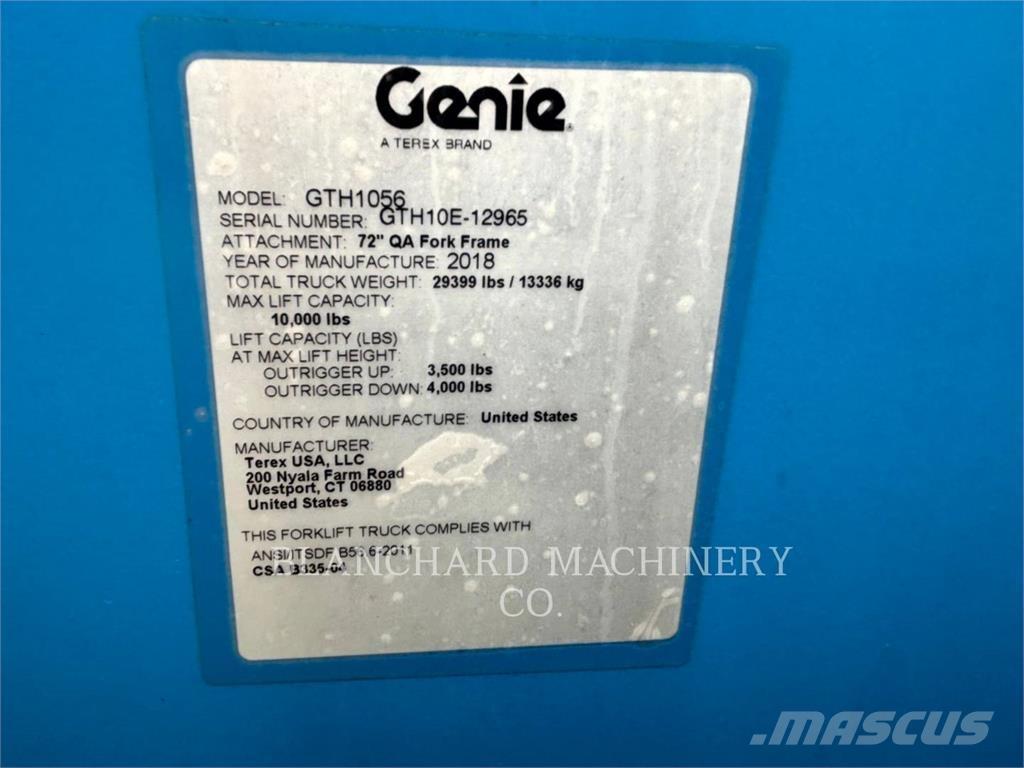 Genie
A TEREX BRAND
MODEL: GTH1056
SERIAL NUMBER: GTH10E-12965
ATTACHMENT: 72" QA Fork Frame
YEAR OF MANUFACTURE: 2018
TOTAL TRUCK WEIGHT: 29399 lbs / 13336 kg
MAX LIFT CAPACITY:
10,000 lbs
LIFT CAPACITY (LBS)
AT MAX LIFT HEIGHT:
OUTRIGGER UP: 3,500 lbs
OUTRIGGER DOWN: 4,000 lbs
COUNTRY OF MANUFACTURE: United States
MANUFACTURER:
Terex USA, LLC
200 Nyala Farm Road
Westport, CT 06880
United States
THIS FORKLIFT TRUCK COMPLIES WITH
CSA
BLANCHARD MACHINERY
CO.
MASCUS